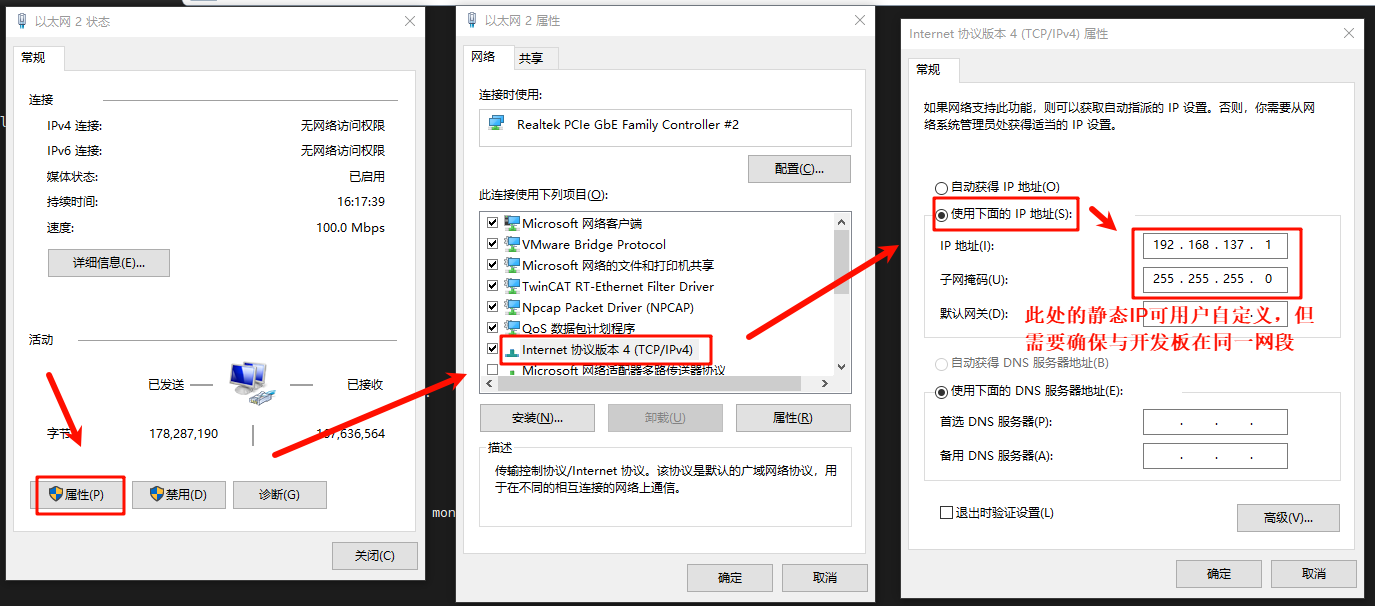 以太网 2 状态
常规
连接
IPv4 连接: 无网络访问权限
IPv6 连接: 无网络访问权限
媒体状态: 已启用
持续时间: 16:17:39
速度: 100.0 Mbps
详细信息(E)...
活动
已发送 已接收
字节 178,287,190
属性(P) 禁用(D) 诊断(G)
关闭(C)
以太网 2 属性
网络 共享
连接时使用:
Realtek PCIe GbE Family Controller #2
配置(C)...
此连接使用下列项目(O):
Microsoft 网络客户端
VMware Bridge Protocol
Microsoft 网络的文件和打印机共享
TwinCAT RT-Ethernet Filter Driver
Npcap Packet Driver (NPCAP)
QoS 数据包计划程序
Internet 协议版本 4 (TCP/IPv4)
Microsoft 网络适配器多路传送器协议
安装(N)... 卸载(U) 属性(R)
描述
传输控制协议/Internet 协议。该协议是默认的广域网络协议，用
于在不同的相互连接的网络上通信。
mon
确定 取消
Internet 协议版本 4 (TCP/IPv4) 属性
常规
如果网络支持此功能，则可以获取自动指派的 IP 设置。否则，你需要从网
络系统管理员处获得适当的 IP 设置。
自动获得 IP 地址(O)
使用下面的 IP 地址(S):
IP 地址(I): 192 . 168 . 137 . 1
子网掩码(U): 255 . 255 . 255 . 0
默认网关(D):
此处的静态IP可用户自定义，但
需要确保与开发板在同一网段
自动获得 DNS 服务器地址(B)
使用下面的 DNS 服务器地址(E):
首选 DNS 服务器(P): . . .
备用 DNS 服务器(A): . . .
退出时验证设置(L)
高级(V)...
确定 取消